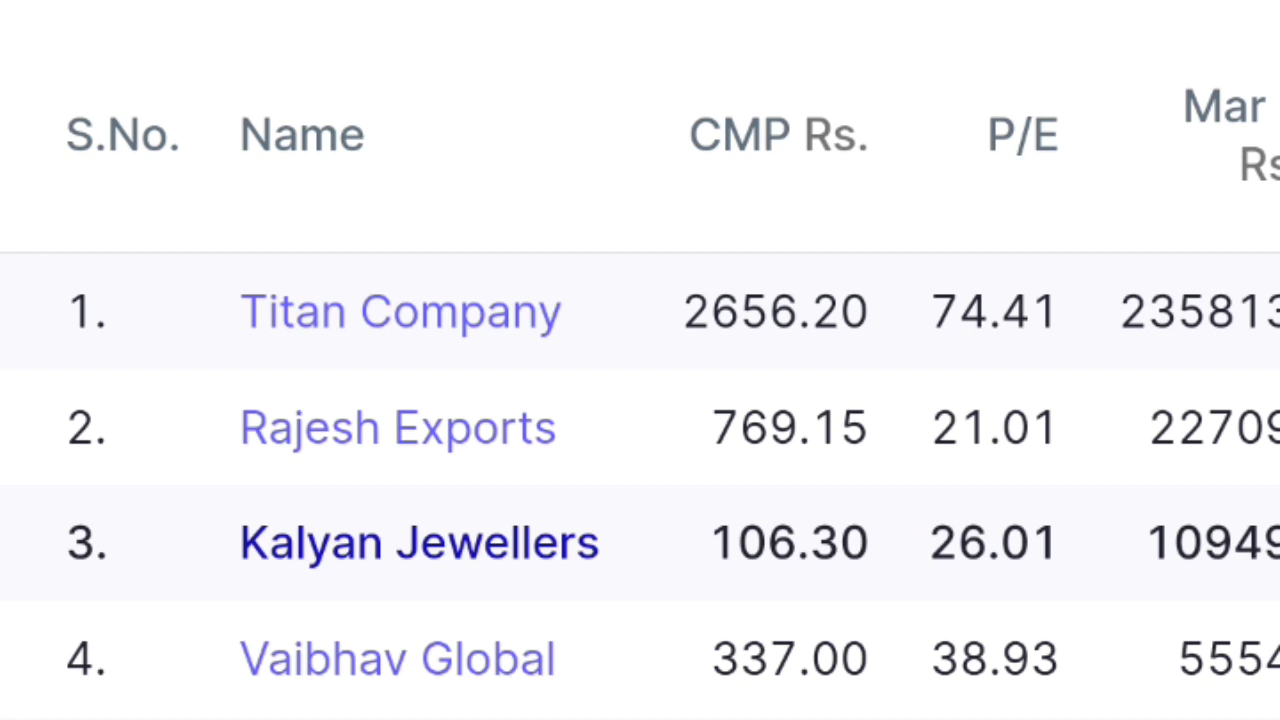 S.No. Name CMP Rs. P/E Mar
Rs
1. Titan Company 2656.20 74.41 235813
2. Rajesh Exports 769.15 21.01 22709
3. Kalyan Jewellers 106.30 26.01 10949
4. Vaibhav Global 337.00 38.93 5554